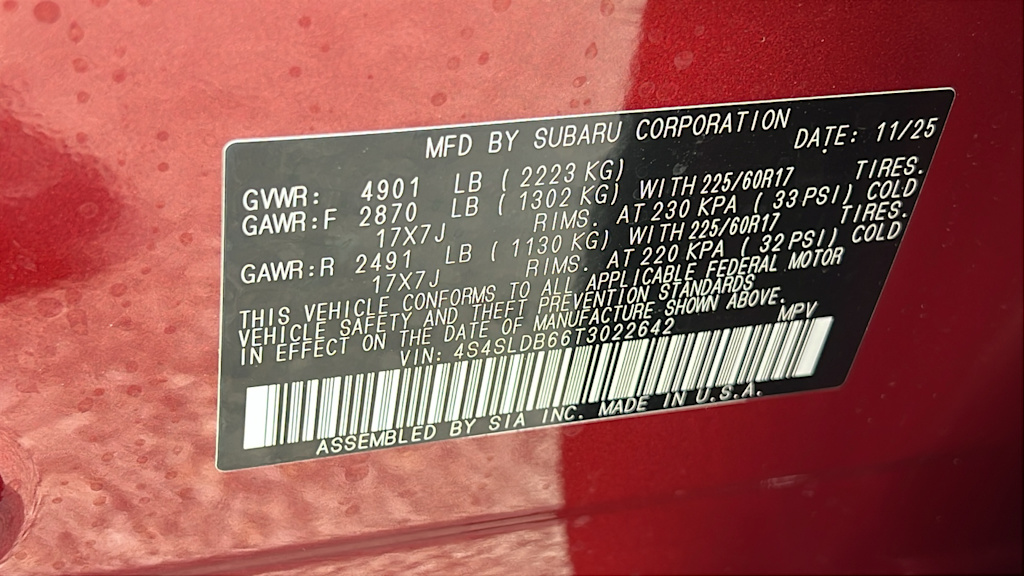 MFD BY SUBARU CORPORATION DATE: 11/25
GVWR: 4901 LB ( 2223 KG)
GAWR:F 2870 LB ( 1302 KG) WITH 225/60R17 TIRES.
17X7J RIMS. AT 230 KPA ( 33 PSI) COLD
GAWR:R 2491 LB ( 1130 KG) WITH 225/60R17 TIRES.
17X7J RIMS. AT 220 KPA ( 32 PSI) COLD
THIS VEHICLE CONFORMS TO ALL APPLICABLE FEDERAL MOTOR
VEHICLE SAFETY AND THEFT PREVENTION STANDARDS
IN EFFECT ON THE DATE OF MANUFACTURE SHOWN ABOVE.
VIN: 4S4SLDB66T3022642 MPV
ASSEMBLED BY SIA INC. MADE IN U.S.A.